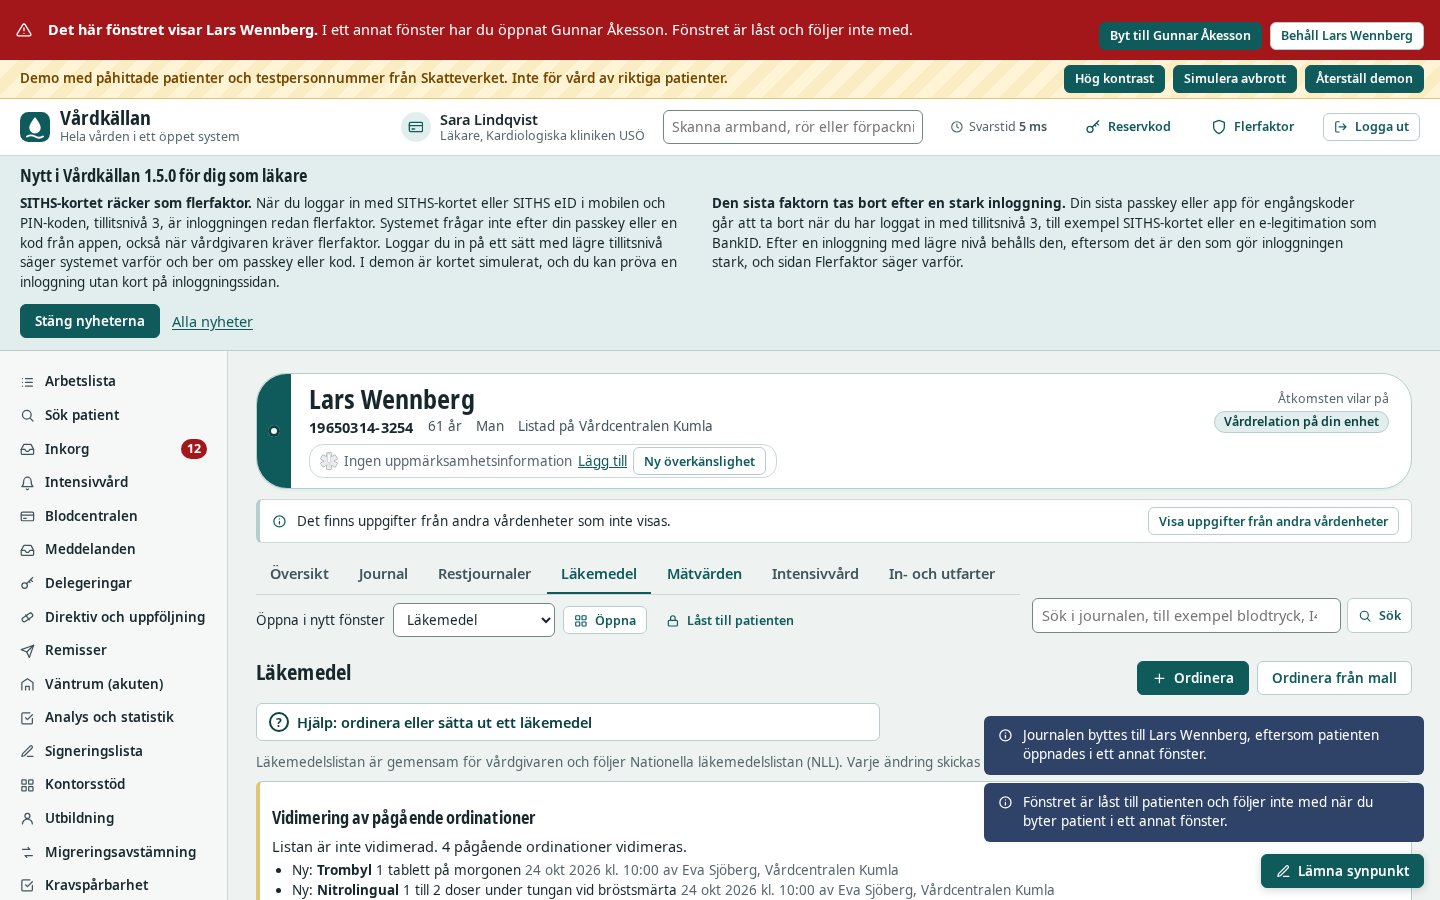 Det här fönstret visar Lars Wennberg. I ett annat fönster har du öppnat Gunnar Åkesson. Fönstret är låst och följer inte med.
Byt till Gunnar Åkesson
Behåll Lars Wennberg
Demo med påhittade patienter och testpersonnummer från Skatteverket. Inte för vård av riktiga patienter.
Hög kontrast
Simulera avbrott
Återställ demon
Vårdkällan
Hela vården i ett öppet system
Sara Lindqvist
Läkare, Kardiologiska kliniken USÖ
Skanna armband, rör eller förpackni
Svarstid 5 ms
Reservkod
Flerfaktor
Logga ut
Nytt i Vårdkällan 1.5.0 för dig som läkare
SITHS-kortet räcker som flerfaktor. När du loggar in med SITHS-kortet eller SITHS eID i mobilen och
PIN-koden, tillitsnivå 3, är inloggningen redan flerfaktor. Systemet frågar inte efter din passkey eller en
kod från appen, också när vårdgivaren kräver flerfaktor. Loggar du in på ett sätt med lägre tillitsnivå
säger systemet varför och ber om passkey eller kod. I demon är kortet simulerat, och du kan pröva en
inloggning utan kort på inloggningssidan.
Den sista faktorn tas bort efter en stark inloggning. Din sista passkey eller app för engångskoder
går att ta bort när du har loggat in med tillitsnivå 3, till exempel SITHS-kortet eller en e-legitimation som
BankID. Efter en inloggning med lägre nivå behålls den, eftersom det är den som gör inloggningen
stark, och sidan Flerfaktor säger varför.
Stäng nyheterna
Alla nyheter
Arbetslista
Sök patient
Inkorg
12
Intensivvård
Blodcentralen
Meddelanden
Delegeringar
Direktiv och uppföljning
Remisser
Väntrum (akuten)
Analys och statistik
Signeringslista
Kontorsstöd
Utbildning
Migreringsavstämning
Kravspårbarhet
Lars Wennberg
19650314-3254 61 år Man Listad på Vårdcentralen Kumla
Ingen uppmärksamhetsinformation Lägg till
Ny överkänslighet
Åtkomsten vilar på
Vårdrelation på din enhet
Det finns uppgifter från andra vårdenheter som inte visas.
Visa uppgifter från andra vårdenheter
Översikt
Journal
Restjournaler
Läkemedel
Mätvärden
Intensivvård
In- och utfarter
Öppna i nytt fönster
Läkemedel
Öppna
Låst till patienten
Sök i journalen, till exempel blodtryck, I
Sök
Läkemedel
Ordinera
Ordinera från mall
? Hjälp: ordinera eller sätta ut ett läkemedel
Läkemedelslistan är gemensam för vårdgivaren och följer Nationella läkemedelslistan (NLL). Varje ändring skickas
Vidimering av pågående ordinationer
Listan är inte vidimerad. 4 pågående ordinationer vidimeras.
Ny: Trombyl 1 tablett på morgonen 24 okt 2026 kl. 10:00 av Eva Sjöberg, Vårdcentralen Kumla
Ny: Nitrolingual 1 till 2 doser under tungan vid bröstsmärta 24 okt 2026 kl. 10:00 av Eva Sjöberg, Vårdcentralen Kumla
Journalen byttes till Lars Wennberg, eftersom patienten
öppnades i ett annat fönster.
Fönstret är låst till patienten och följer inte med när du
byter patient i ett annat fönster.
Lämna synpunkt